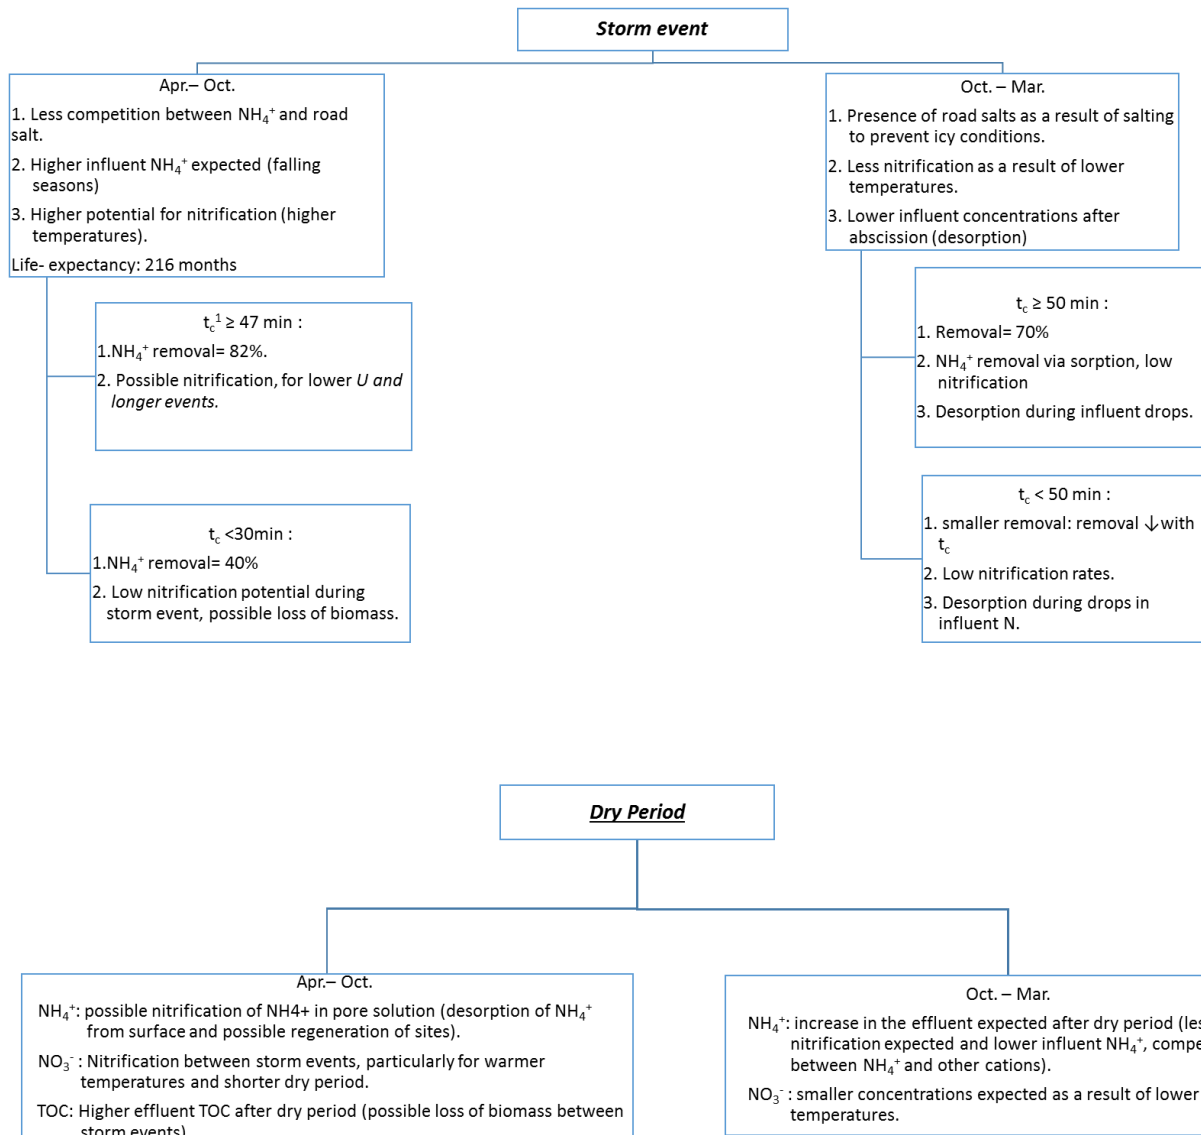 Storm event
Apr.– Oct.
1. Less competition between NH₄⁺ and road
salt.
2. Higher influent NH₄⁺ expected (falling
seasons)
3. Higher potential for nitrification (higher
temperatures).
Life- expectancy: 216 months
t꜀¹ ≥ 47 min :
1.NH₄⁺ removal= 82%.
2. Possible nitrification, for lower U and
longer events.
t꜀ <30min :
1.NH₄⁺ removal= 40%
2. Low nitrification potential during
storm event, possible loss of biomass.
Oct. – Mar.
1. Presence of road salts as a result of salting
to prevent icy conditions.
2. Less nitrification as a result of lower
temperatures.
3. Lower influent concentrations after
abscission (desorption)
t꜀ ≥ 50 min :
1. Removal= 70%
2. NH₄⁺ removal via sorption, low
nitrification
3. Desorption during influent drops.
t꜀ < 50 min :
1. smaller removal: removal ↓with
t꜀
2. Low nitrification rates.
3. Desorption during drops in
influent N.
Dry Period
Apr.– Oct.
NH₄⁺: possible nitrification of NH4+ in pore solution (desorption of NH₄⁺
from surface and possible regeneration of sites).
NO₃⁻ : Nitrification between storm events, particularly for warmer
temperatures and shorter dry period.
TOC: Higher effluent TOC after dry period (possible loss of biomass between
storm events)
Oct. – Mar.
NH₄⁺: increase in the effluent expected after dry period (les
nitrification expected and lower influent NH₄⁺, compe
between NH₄⁺ and other cations).
NO₃⁻ : smaller concentrations expected as a result of lower
temperatures.